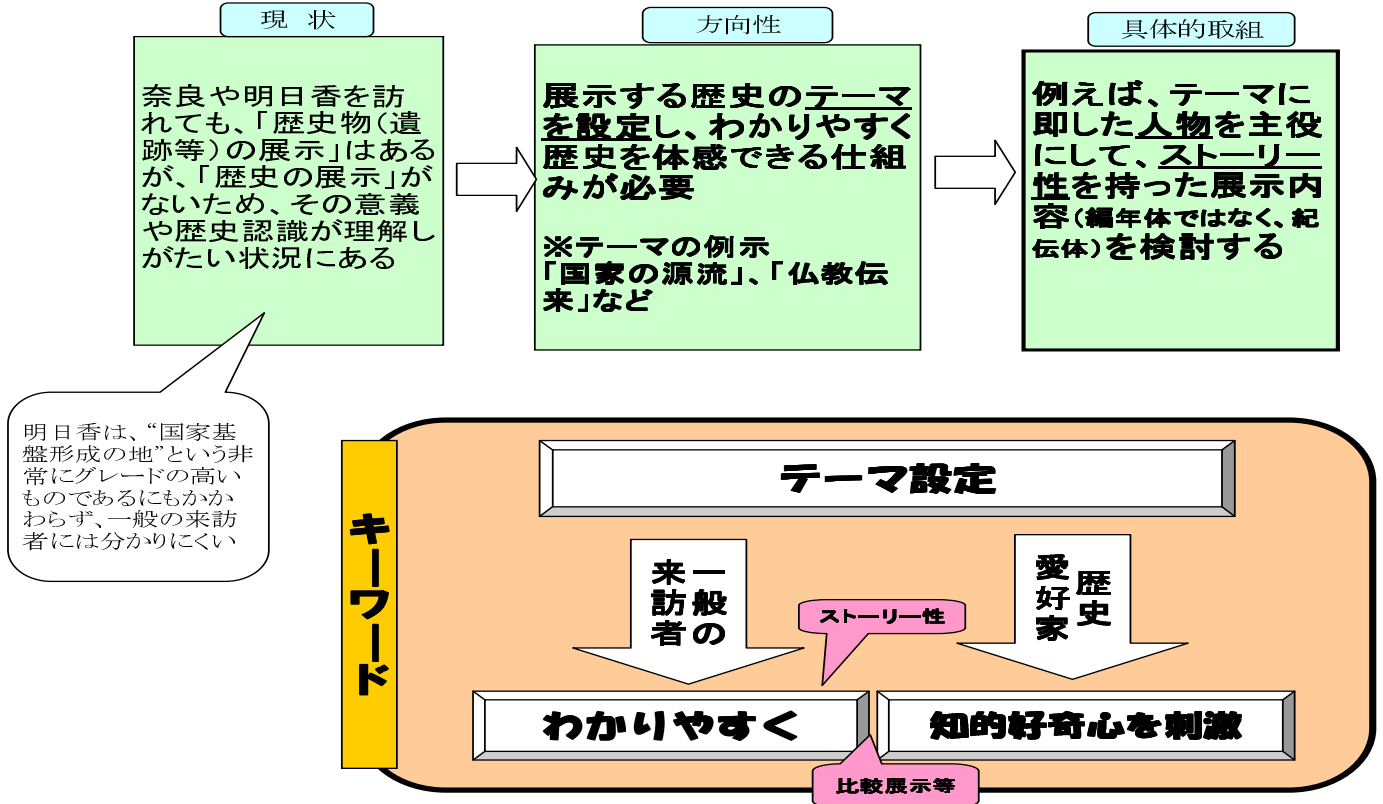 現　状
奈良や明日香を訪
れても、「歴史物（遺
跡等）の展示」はある
が、「歴史の展示」が
ないため、その意義
や歴史認識が理解し
がたい状況にある
方向性
展示する歴史のテーマ
を設定し、わかりやすく
歴史を体感できる仕組
みが必要
※テーマの例示
「国家の源流」、「仏教伝
来」など
具体的取組
例えば、テーマに
即した人物を主役
にして、ストーリー
性を持った展示内
容（編年体ではなく、紀
伝体）を検討する
明日香は、“国家基
盤形成の地”という非
常にグレードの高い
ものであるにもかか
わらず、一般の来訪
者には分かりにくい
キーワード
テーマ設定
一般の
来訪者
歴史
愛好家
ストーリー性
わかりやすく
知的好奇心を刺激
比較展示等